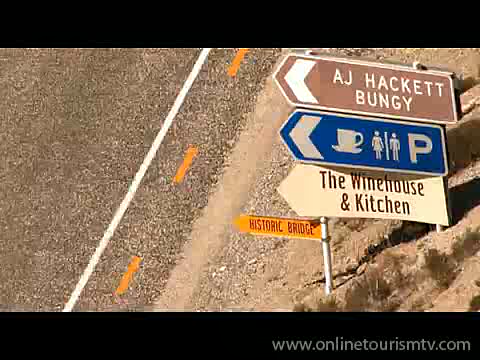 AJ HACKETT
BUNGY
P
The Winehouse
& Kitchen
HISTORIC BRIDGE
www.onlinetourismtv.com